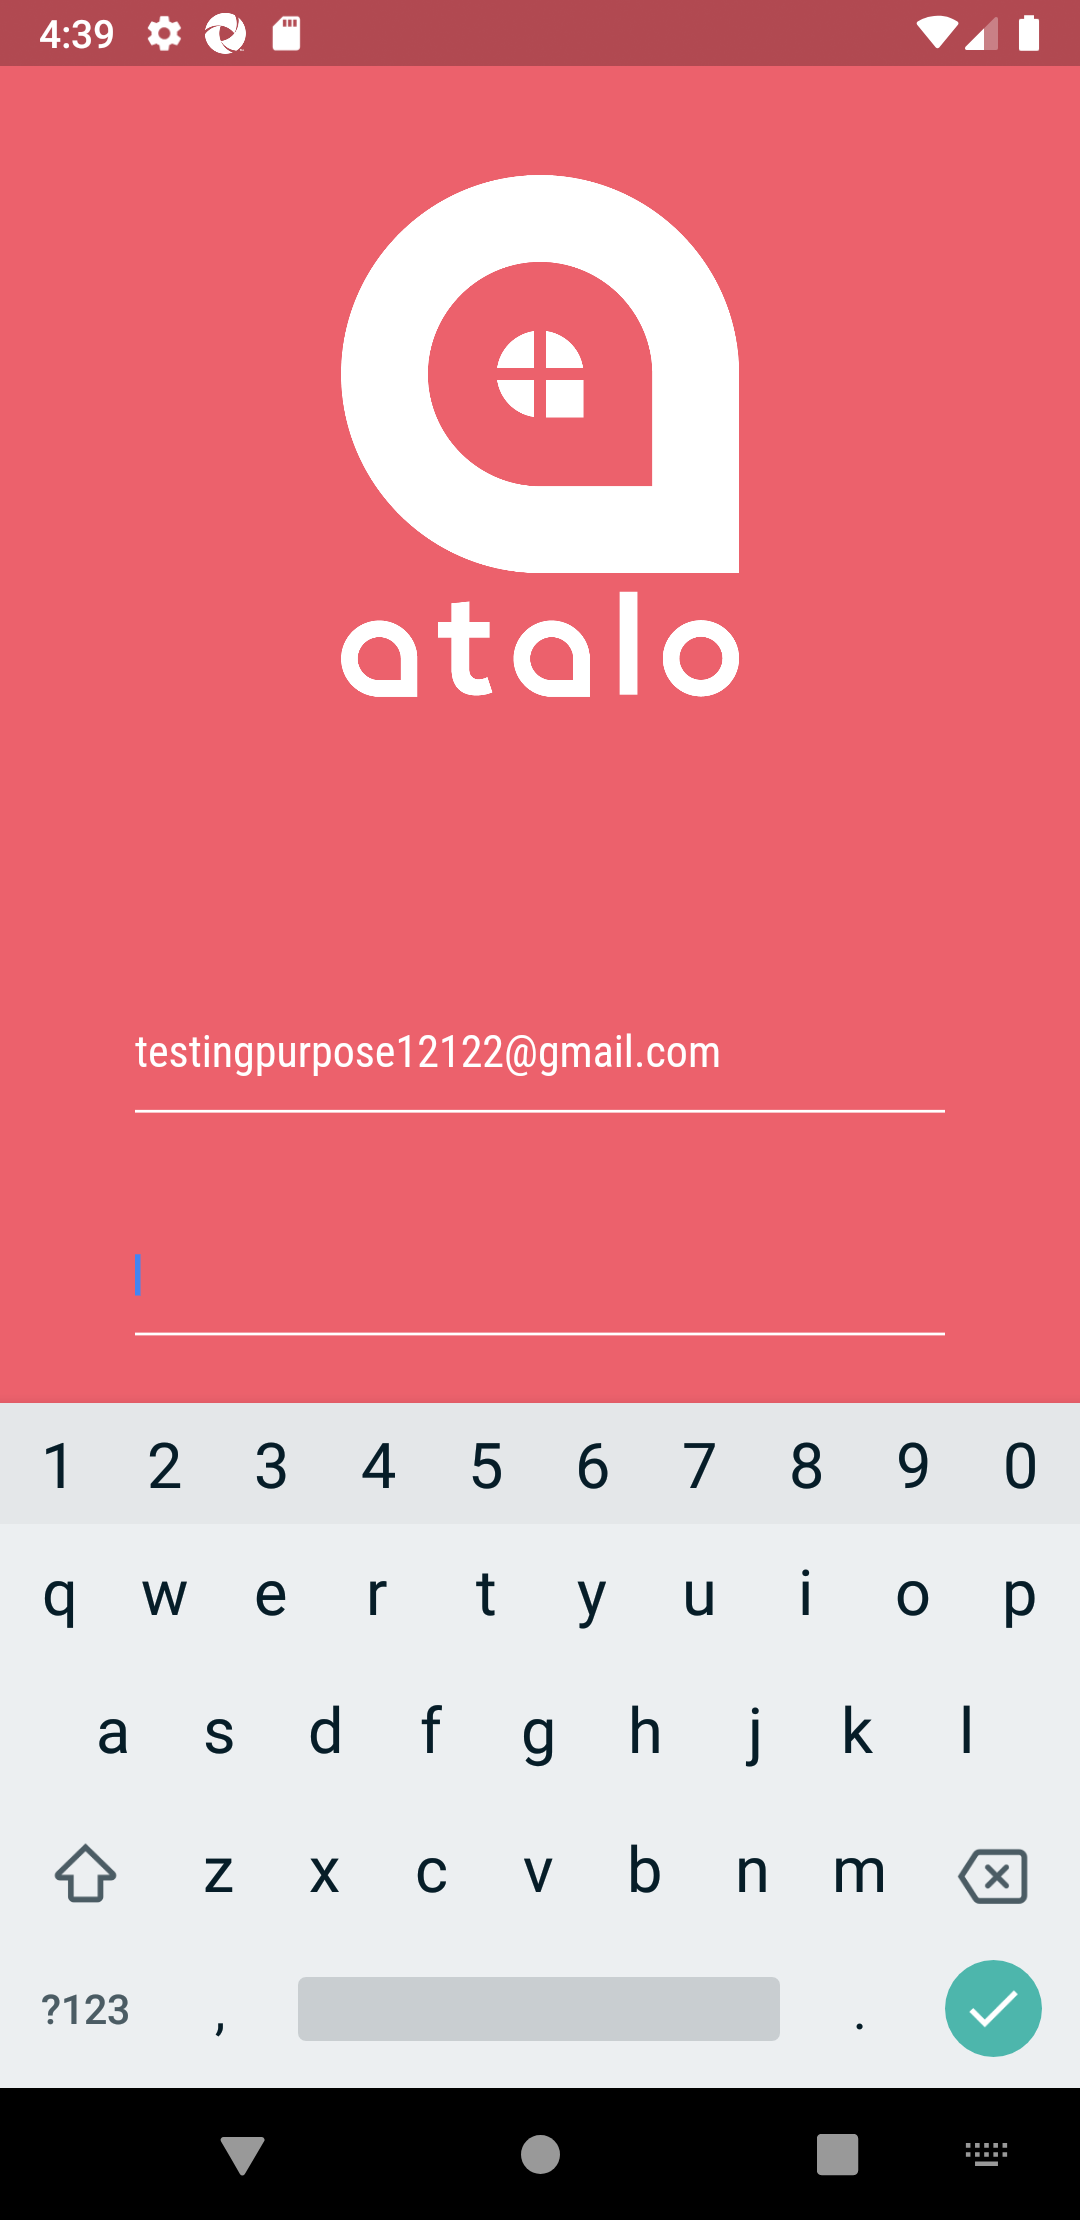 4:39
atalo
testingpurpose12122@gmail.com
1 2 3 4 5 6 7 8 9 0
q w e r t y u i o p
a s d f g h j k l
z x c v b n m
?123 , .